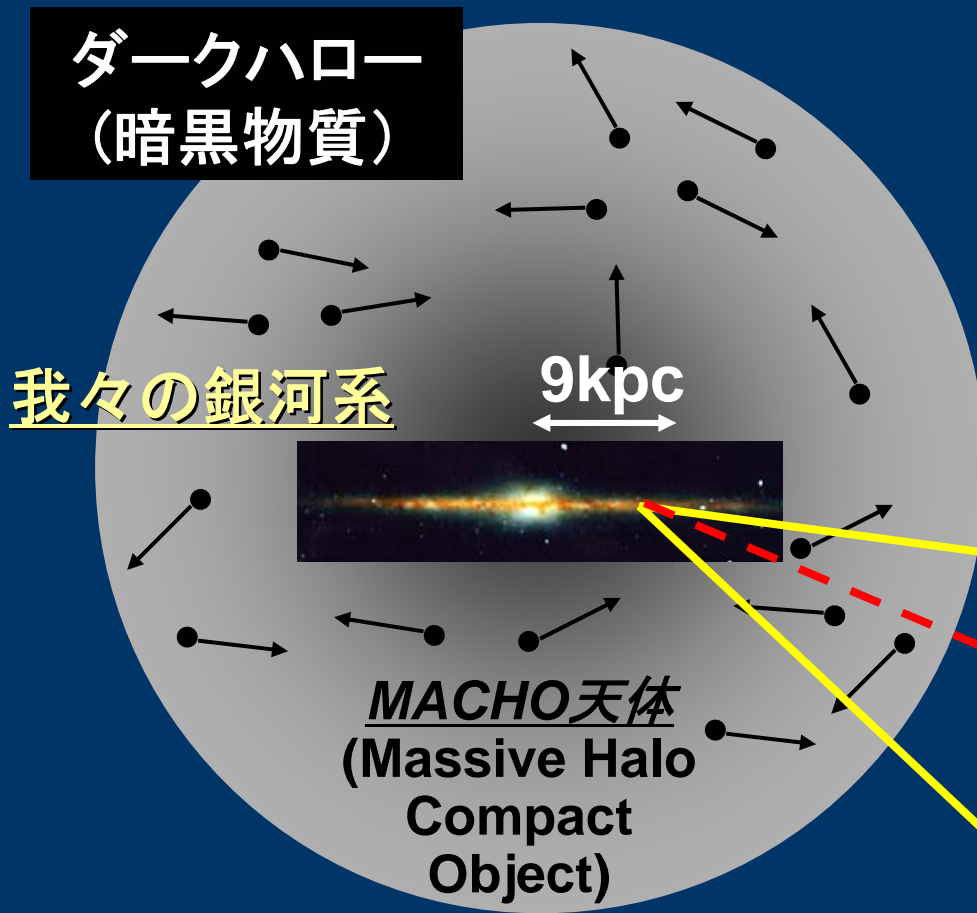 ダークハロー
（暗黒物質）
我々の銀河系
9kpc
MACHO天体
(Massive Halo
Compact
Object)